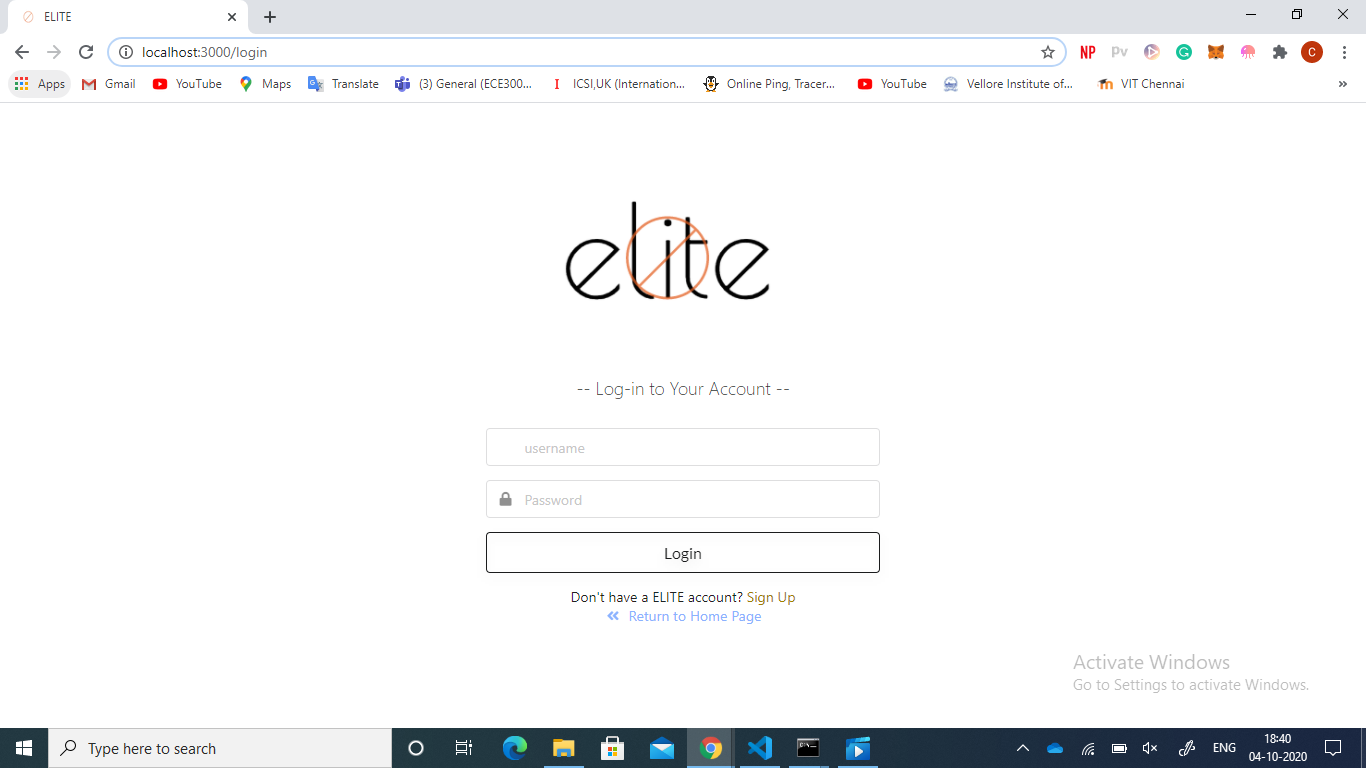 ELITE
localhost:3000/login
NP
Pv
G
C
Apps
Gmail
YouTube
Maps
Translate
(3) General (ECE300...
I
ICSI,UK (Internation...
Online Ping, Tracer...
YouTube
Vellore Institute of...
VIT Chennai
»
elite
-- Log-in to Your Account --
username
Password
Login
Don't have a ELITE account? Sign Up
Return to Home Page
Activate Windows
Go to Settings to activate Windows.
Type here to search
ENG
18:40
04-10-2020